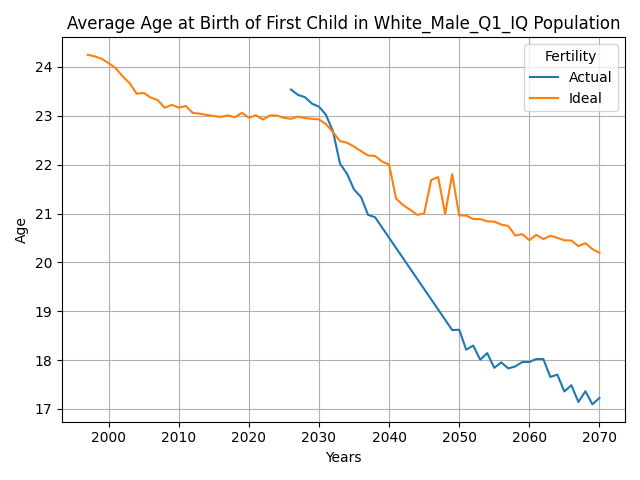 Average Age at Birth of First Child in White_Male_Q1_IQ Population
Fertility
Actual
Ideal
Age
24
23
22
21
20
19
18
17
2000
2010
2020
2030
2040
2050
2060
2070
Years